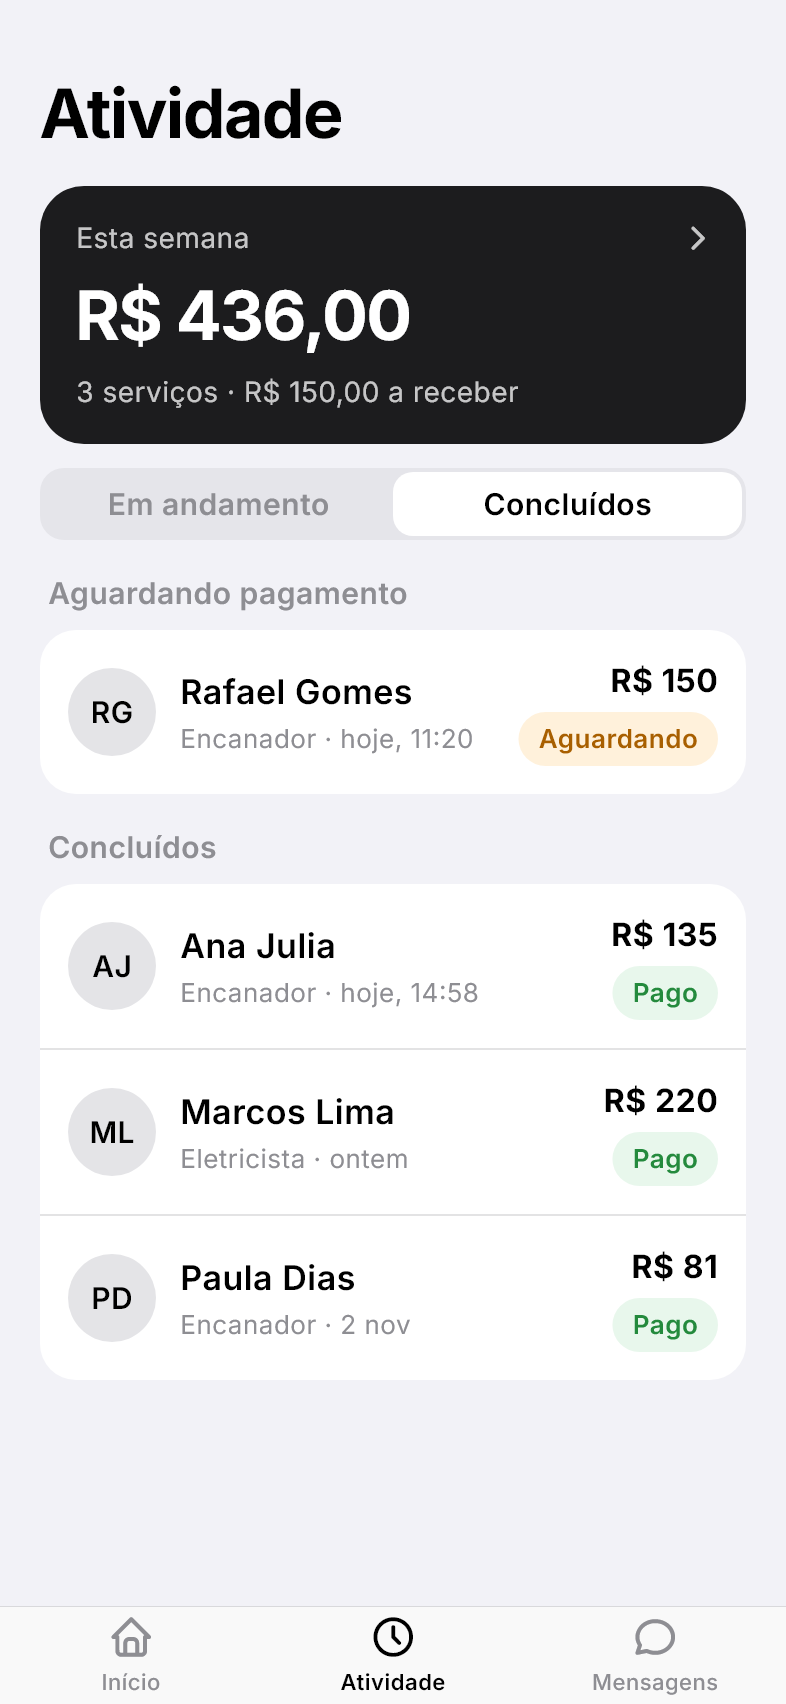 Atividade
Esta semana
R$ 436,00
3 serviços · R$ 150,00 a receber
Em andamento
Concluídos
Aguardando pagamento
RG
Rafael Gomes
R$ 150
Encanador · hoje, 11:20
Aguardando
Concluídos
AJ
Ana Julia
R$ 135
Encanador · hoje, 14:58
Pago
ML
Marcos Lima
R$ 220
Eletricista · ontem
Pago
PD
Paula Dias
R$ 81
Encanador · 2 nov
Pago
Início
Atividade
Mensagens